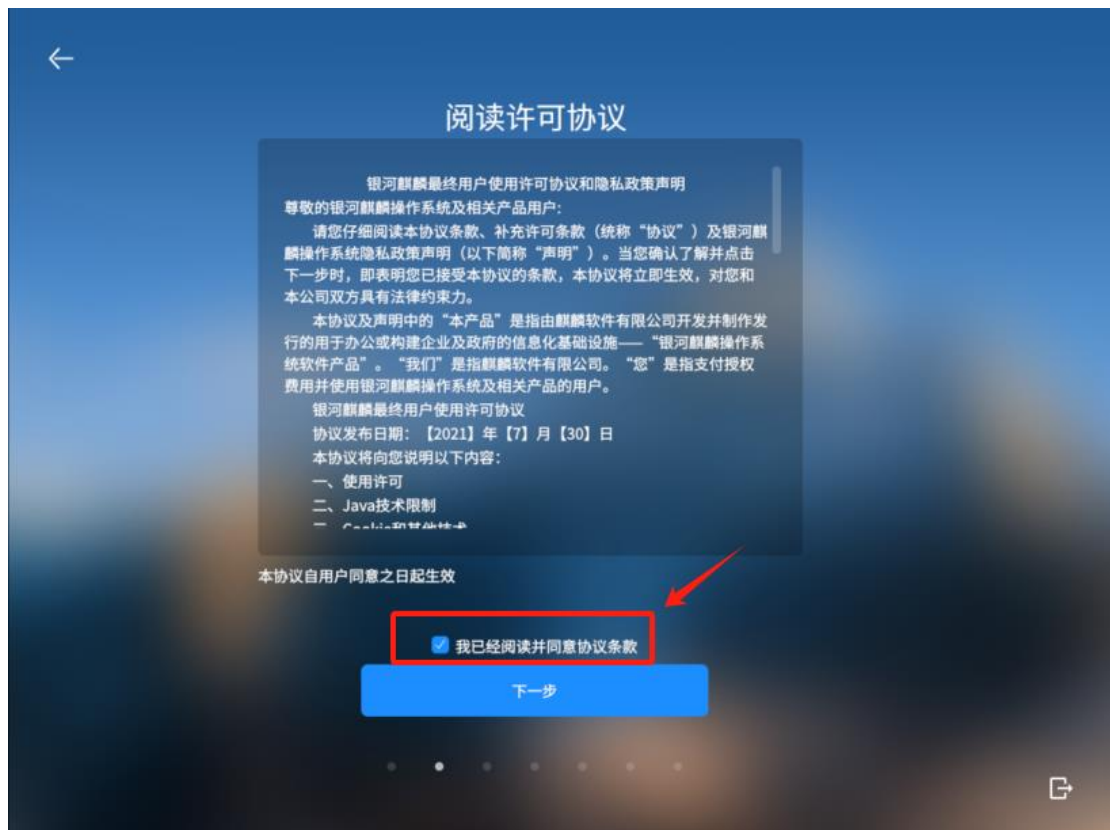 阅读许可协议
银河麒麟最终用户使用许可协议和隐私政策声明
尊敬的银河麒麟操作系统及相关产品用户:
请您仔细阅读本协议条款、补充许可条款（统称“协议”）及银河麒
麟操作系统隐私政策声明（以下简称“声明”）。当您确认了解并点击
下一步时，即表明您已接受本协议的条款，本协议将立即生效，对您和
本公司双方具有法律约束力。
本协议及声明中的“本产品”是指由麒麟软件有限公司开发并制作发
行的用于办公或构建企业及政府的信息化基础设施——“银河麒麟操作系
统软件产品”。“我们”是指麒麟软件有限公司。“您”是指支付授权
费用并使用银河麒麟操作系统及相关产品的用户。
银河麒麟最终用户使用许可协议
协议发布日期:【2021】年【7】月【30】日
本协议将向您说明以下内容:
一、使用许可
二、Java技术限制
本协议自用户同意之日起生效
我已经阅读并同意协议条款
下一步